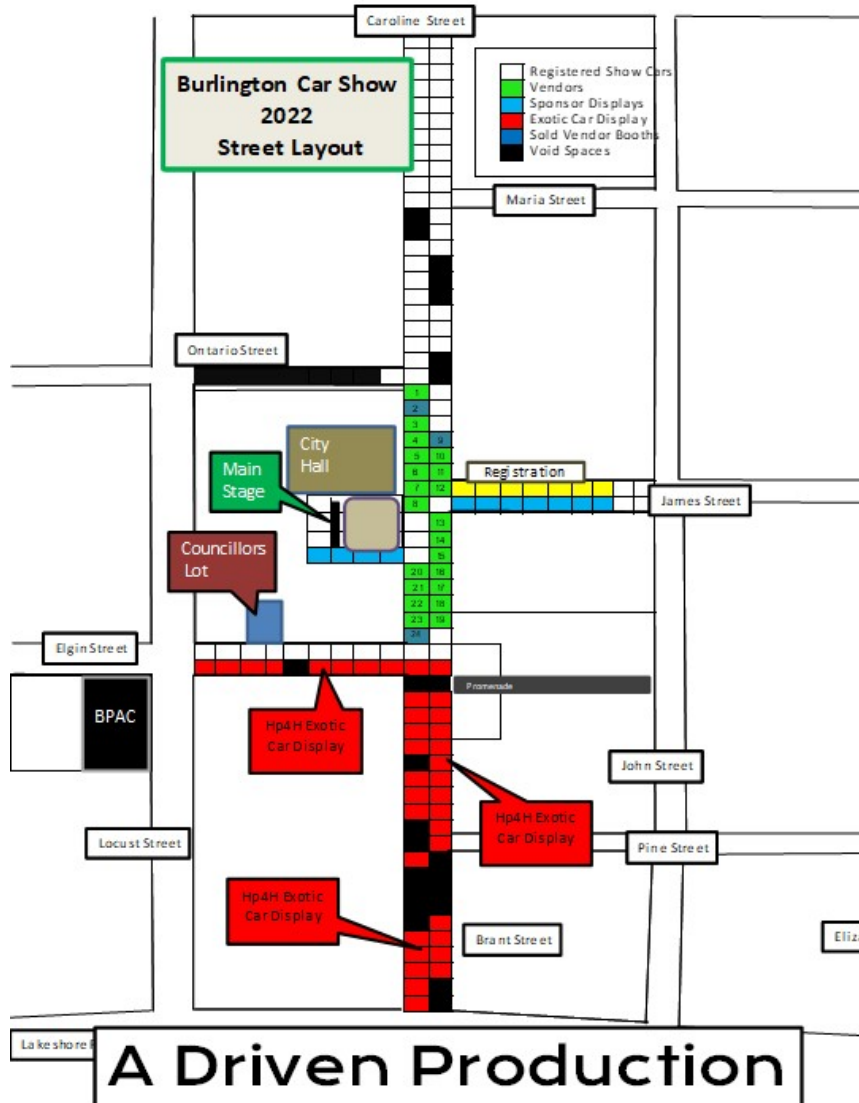 Caroline Street
Burlington Car Show
2022
Street Layout
Registered Show Cars
Vendors
Sponsor Displays
Exotic Car Display
Sold Vendor Booths
Void Spaces
Maria Street
Ontario Street
1
2
3
4 9
5 10
6 11
7 12
8
13
14
15
20 16
21 17
22 18
23 19
24
City
Hall
Main
Stage
Registration
James Street
Councillors
Lot
Elgin Street
Promenade
BPAC
Hp4H Exotic
Car Display
John Street
Hp4H Exotic
Car Display
Locust Street
Pine Street
Hp4H Exotic
Car Display
Brant Street
Lakeshore
A Driven Production